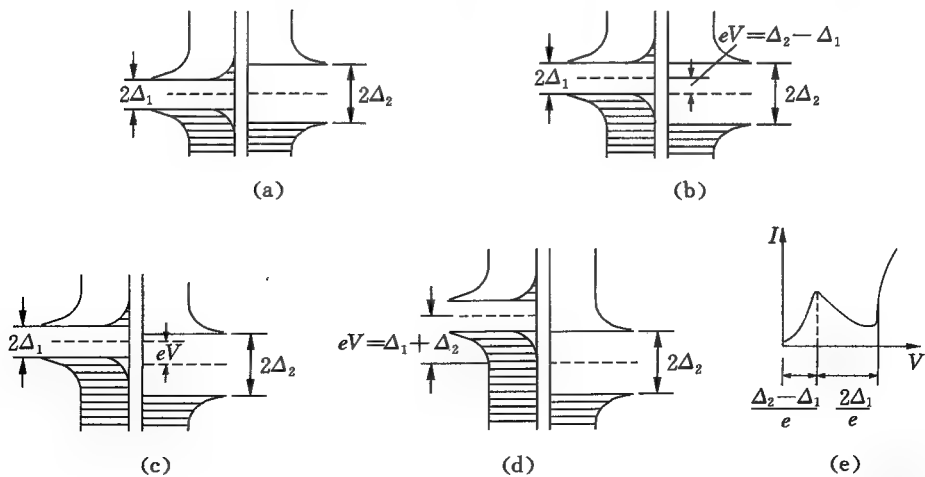 2Δ₁
2Δ₂
(a)
eV=Δ₂−Δ₁
2Δ₁
2Δ₂
(b)
2Δ₁
eV
2Δ₂
(c)
eV=Δ₁+Δ₂
2Δ₂
(d)
I
V
Δ₂−Δ₁
e
2Δ₁
e
(e)